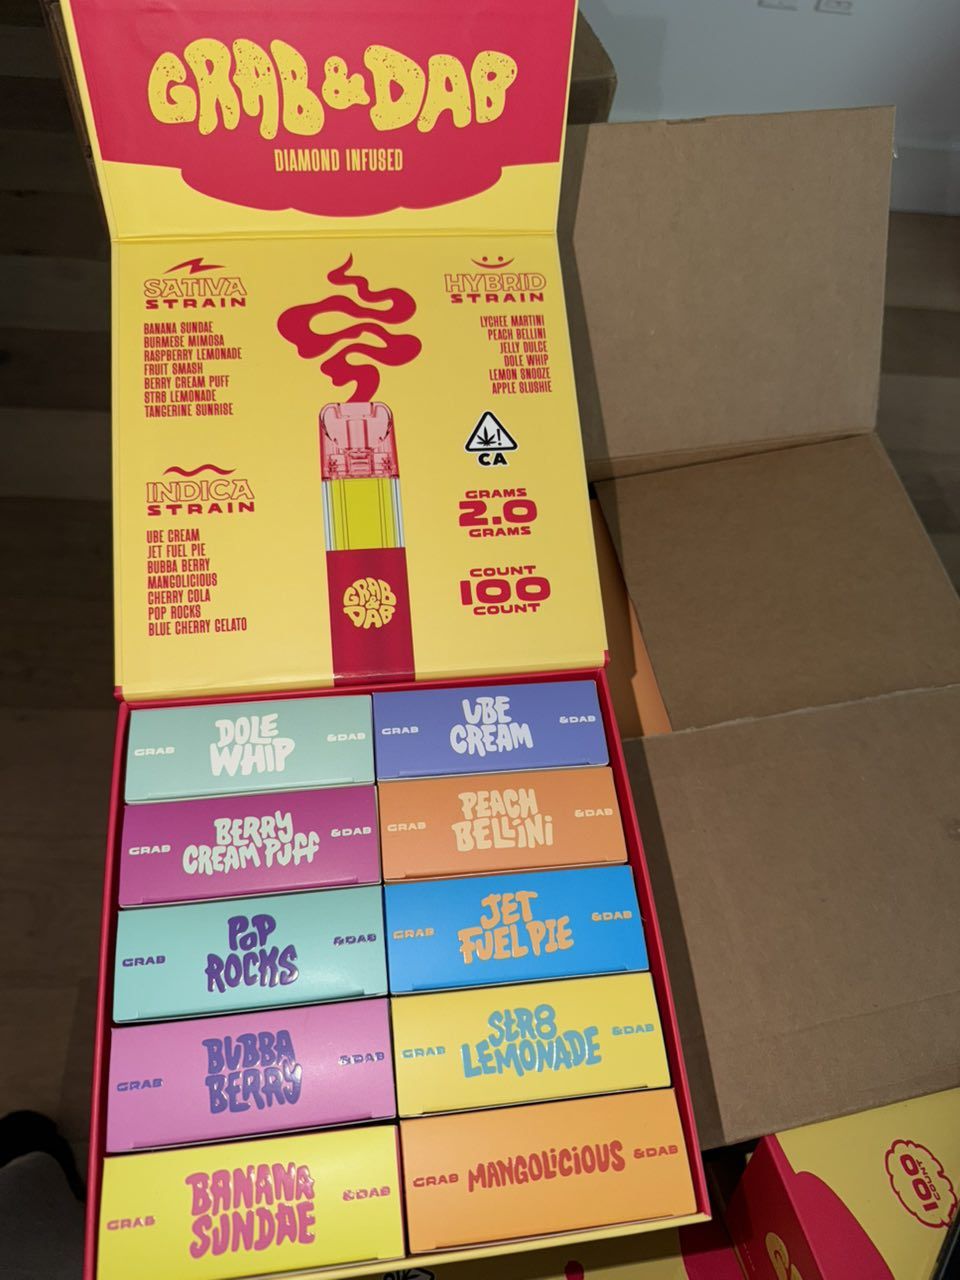 GRAB & DAB
DIAMOND INFUSED
SATIVA
STRAIN
BANANA SUNDAE
BURMESE MIMOSA
RASPBERRY LEMONADE
FRUIT SMASH
BERRY CREAM PUFF
STR8 LEMONADE
TANGERINE SUNRISE
HYBRID
STRAIN
LYCHEE MARTINI
PEACH BELLINI
JELLY DULCE
DOLE WHIP
LEMON SNOOZE
APPLE SLUSHIE
!
CA
INDICA
STRAIN
UBE CREAM
JET FUEL PIE
BUBBA BERRY
MANGOLICIOUS
CHERRY COLA
POP ROCKS
BLUE CHERRY GELATO
GRAMS
2.0
GRAMS
COUNT
100
COUNT
GRAB
&
DAB
GRAB DOLE WHIP &DAB
GRAB UBE CREAM &DAB
GRAB BERRY CREAM PUFF &DAB
GRAB PEACH BELLINI &DAB
GRAB POP ROCKS &DAB
GRAB JET FUEL PIE &DAB
GRAB BUBBA BERRY &DAB
GRAB STR8 LEMONADE &DAB
GRAB BANANA SUNDAE &DAB
GRAB MANGOLICIOUS &DAB
100
COUNT